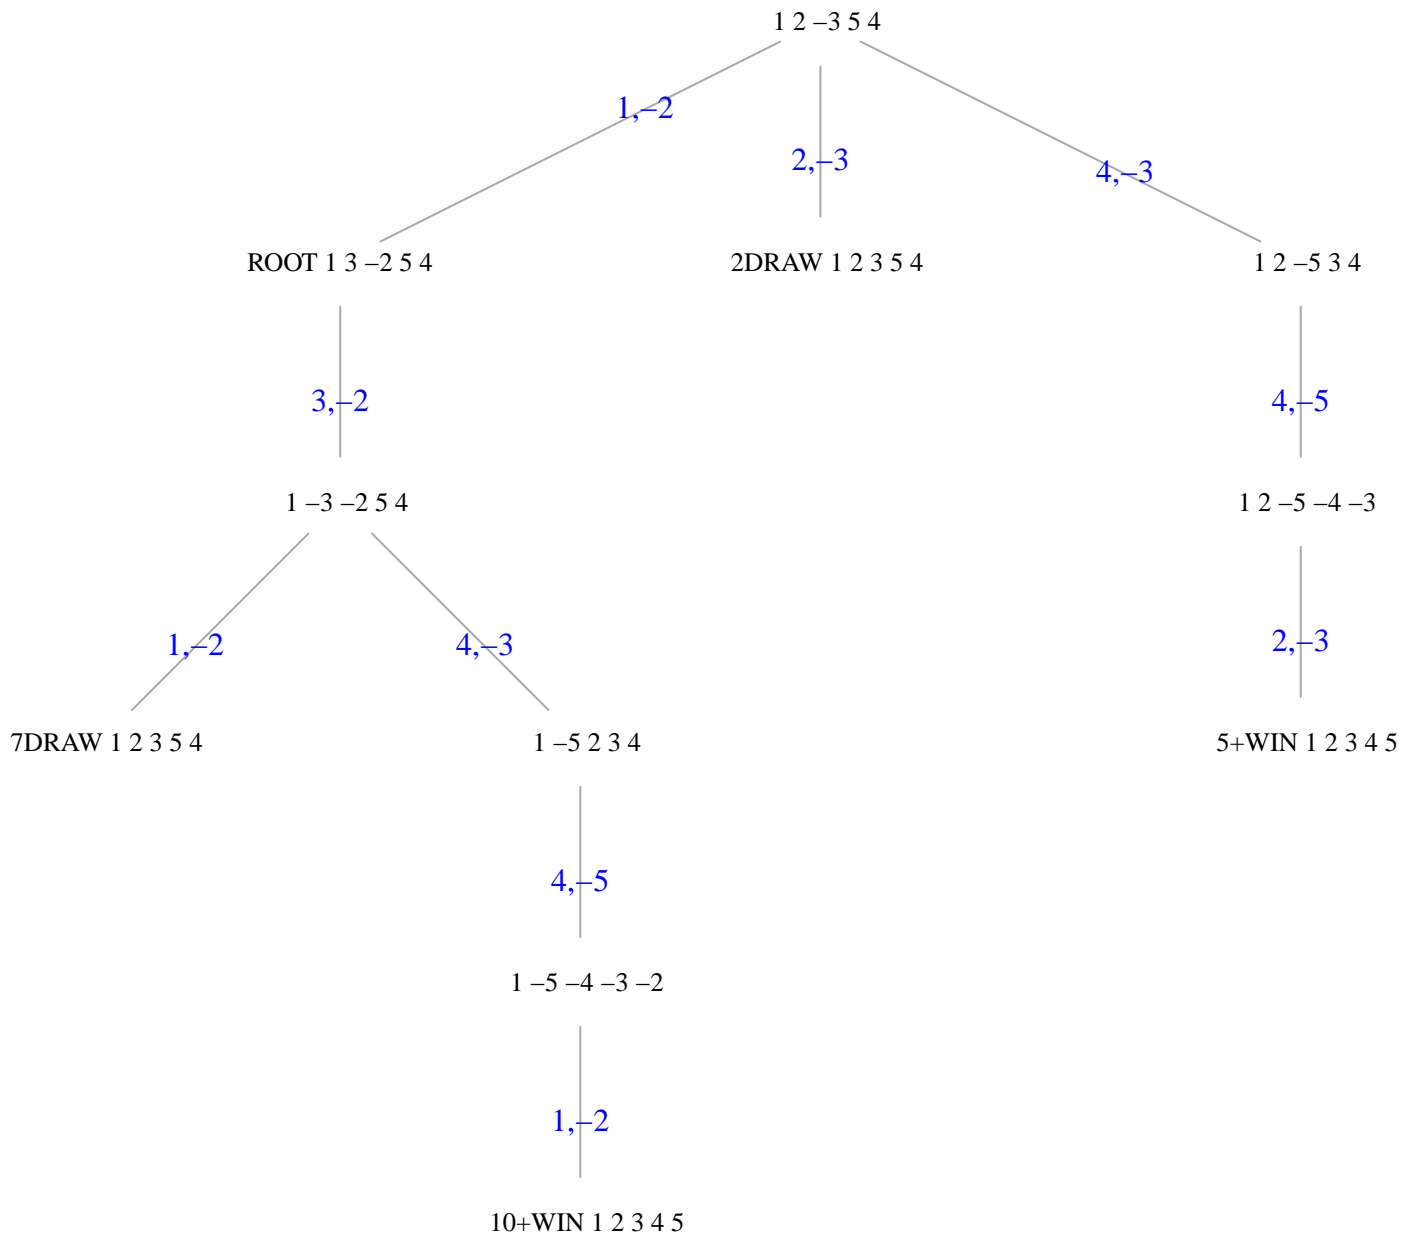 1 2 –3 5 4
1,–2
2,–3
4,–3
ROOT 1 3 –2 5 4
2DRAW 1 2 3 5 4
1 2 –5 3 4
3,–2
4,–5
1 –3 –2 5 4
1 2 –5 –4 –3
1,–2
4,–3
2,–3
7DRAW 1 2 3 5 4
1 –5 2 3 4
5+WIN 1 2 3 4 5
4,–5
1 –5 –4 –3 –2
1,–2
10+WIN 1 2 3 4 5